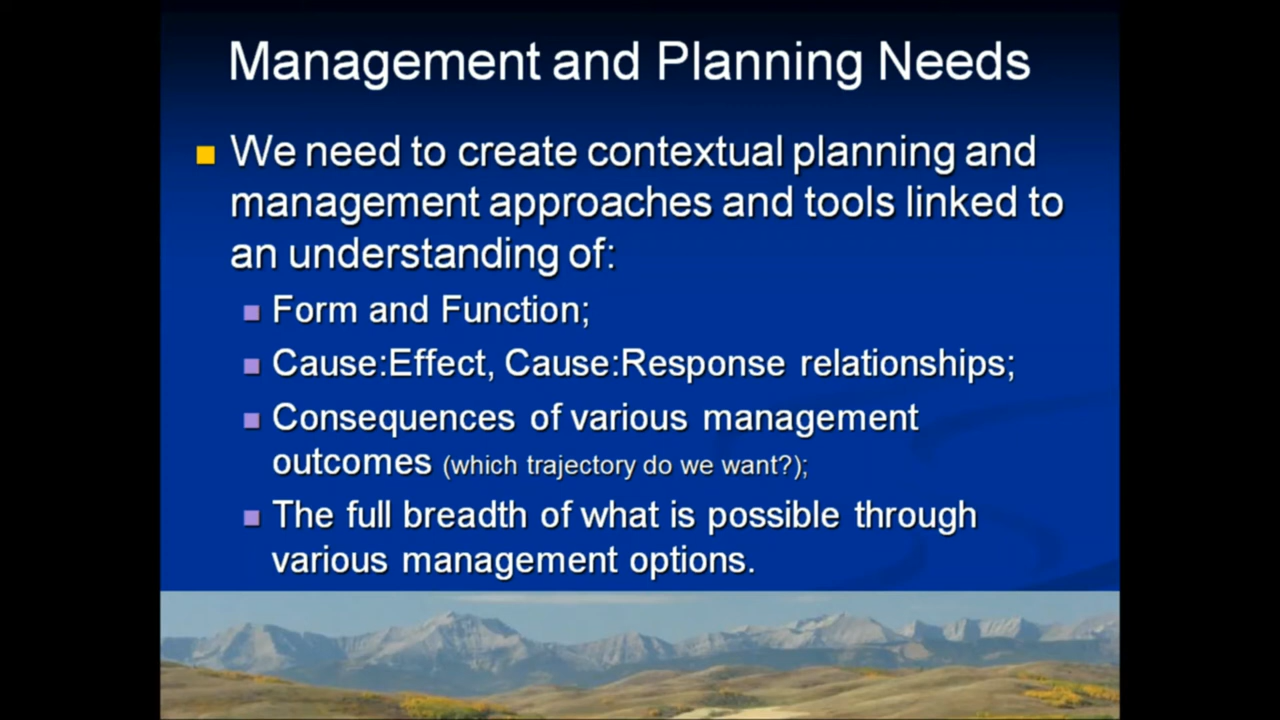 Management and Planning Needs
We need to create contextual planning and
management approaches and tools linked to
an understanding of:
Form and Function;
Cause:Effect, Cause:Response relationships;
Consequences of various management
outcomes (which trajectory do we want?);
The full breadth of what is possible through
various management options.